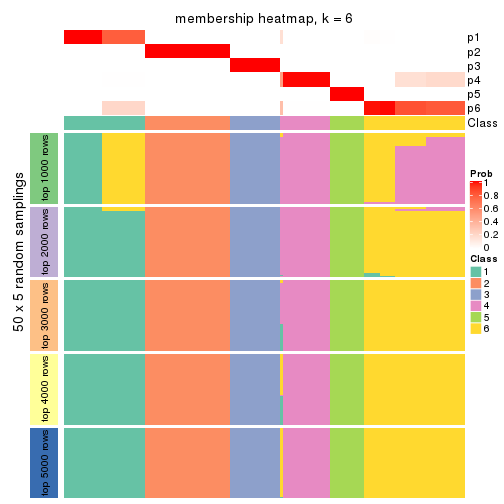 membership heatmap, k = 6
p1
p2
p3
p4
p5
p6
Class
50 x 5 random samplings
top 1000 rows
top 2000 rows
top 3000 rows
top 4000 rows
top 5000 rows
Prob
1
0.8
0.6
0.4
0.2
0
Class
1
2
3
4
5
6